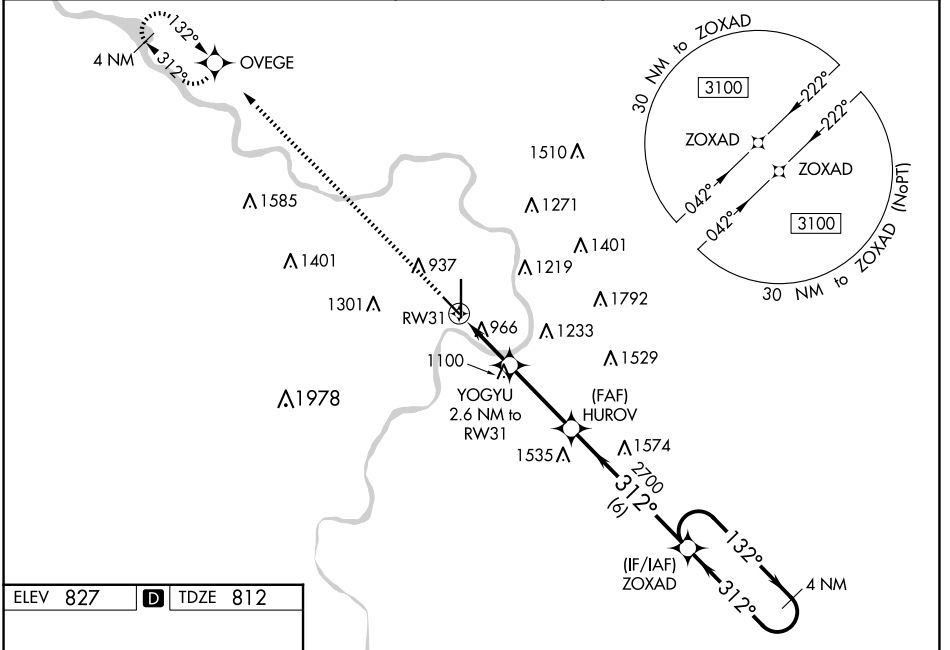 132°
312°
4 NM
OVEGE
30 NM to ZOXAD
3100
222°
ZOXAD
042°
222°
ZOXAD
042°
3100
30 NM to ZOXAD (NoPT)
1510
1585
1271
1401
1401
937
1219
1301
1792
RW31
966
1233
1100
1529
YOGYU
2.6 NM to
RW31
(FAF)
HUROV
1978
1535
1574
2700
312°
(6)
(IF/IAF)
ZOXAD
132°
312°
4 NM
ELEV 827 D TDZE 812